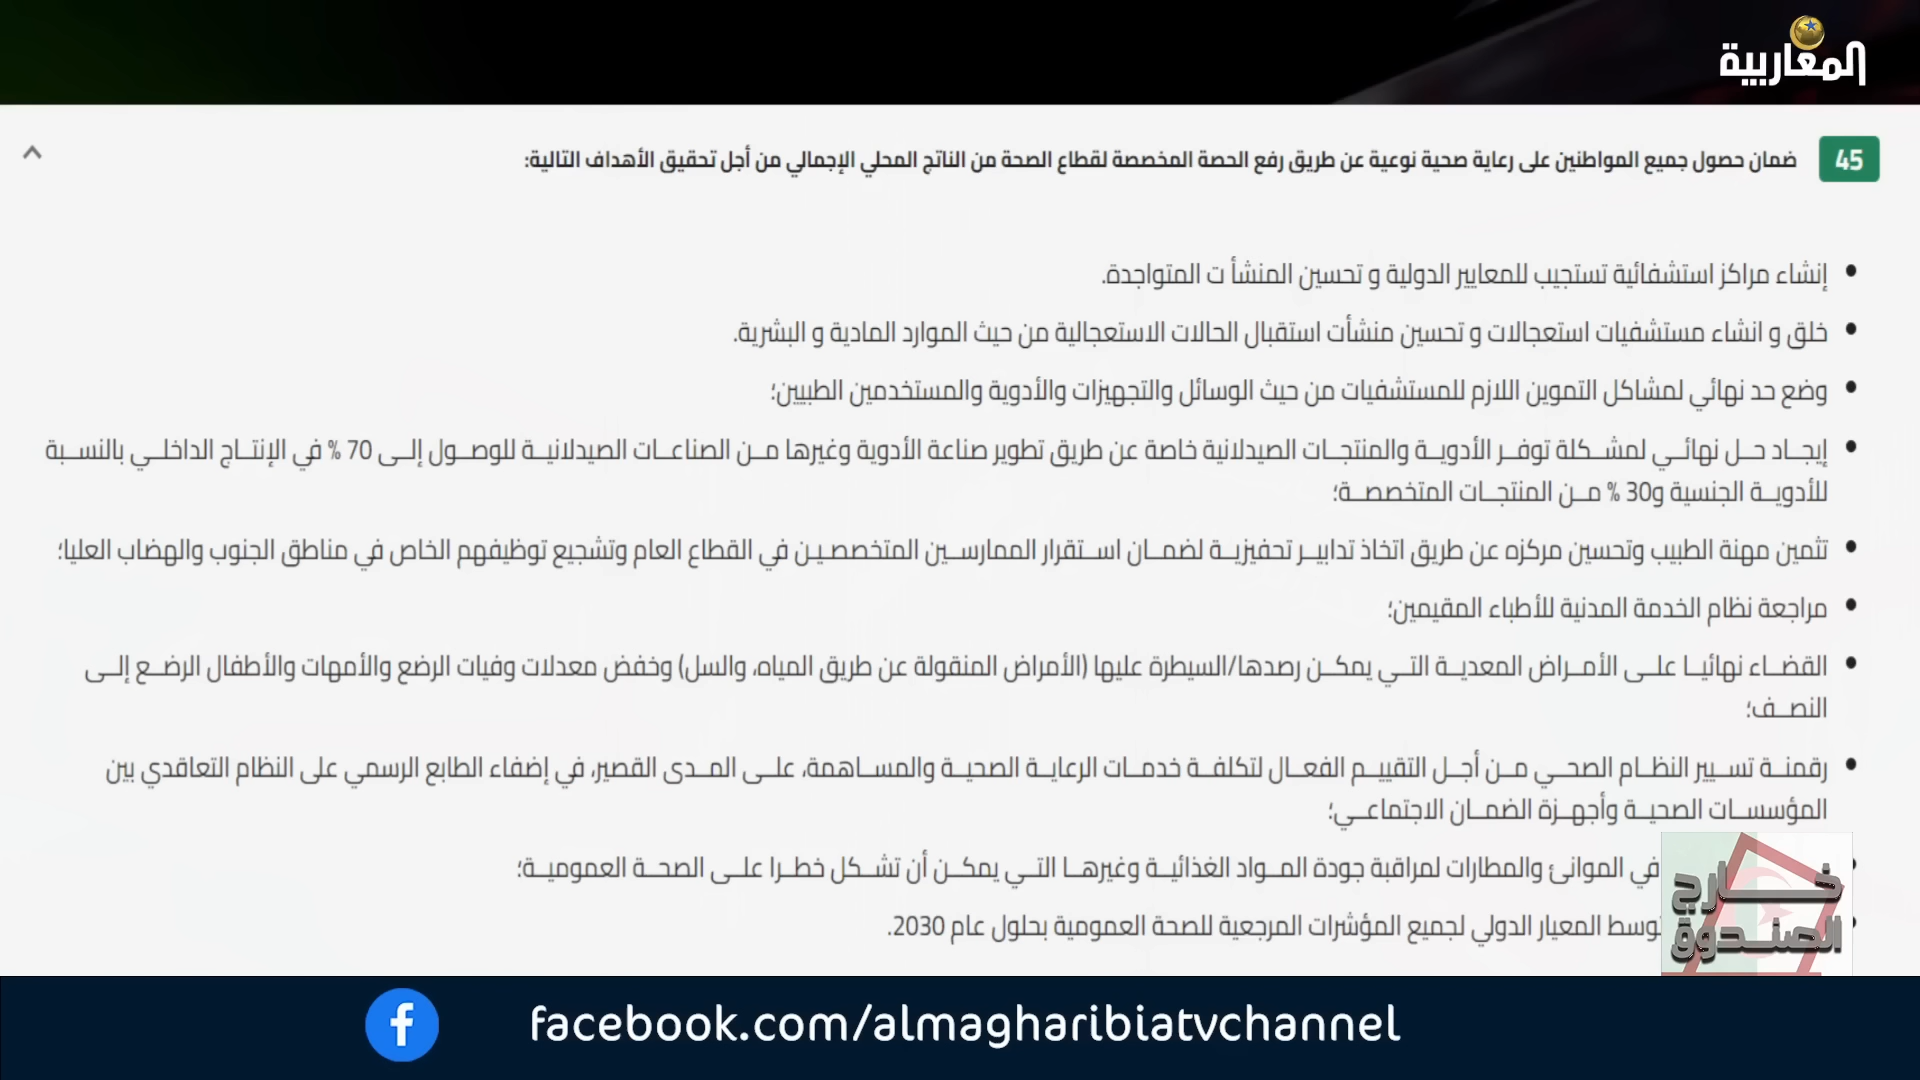 المغاربية
45 ضمان حصول جميع المواطنين على رعاية صحية نوعية عن طريق رفع الحصة المخصصة لقطاع الصحة من الناتج المحلي الإجمالي من أجل تحقيق الأهداف التالية:
إنشاء مراكز استشفائية تستجيب للمعايير الدولية و تحسين المنشأ ت المتواجدة.
خلق و انشاء مستشفيات استعجالات و تحسين منشأت استقبال الحالات الاستعجالية من حيث الموارد المادية و البشرية.
وضع حد نهائي لمشاكل التموين اللازم للمستشفيات من حيث الوسائل والتجهيزات والأدوية والمستخدمين الطبيين؛
إيجـاد حـل نهائـي لمشـكلة توفـر الأدويـة والمنتجـات الصيدلانية خاصة عن طريق تطوير صناعة الأدوية وغيرها مـن الصناعـات الصيدلانيـة للوصـول إلـى 70 % في الإنتـاج الداخلـي بالنسـبة
للأدويـة الجنسية و30 % مـن المنتجـات المتخصصـة؛
تثمين مهنة الطبيب وتحسين مركزه عن طريق اتخاذ تدابيـر تحفيزيـة لضمـان اسـتقرار الممارسـين المتخصصيـن في القطاع العام وتشجيع توظيفهم الخاص في مناطق الجنوب والهضاب العليا؛
مراجعة نظام الخدمة المدنية للأطباء المقيمين؛
القضـاء نهائيـا علـى الأمـراض المعديـة التـي يمكـن رصدها/السيطرة عليها (الأمراض المنقولة عن طريق المياه، والسل) وخفض معدلات وفيات الرضع والأمهات والأطفال الرضـع إلـى
النصـف؛
رقمنـة تسـيير النظـام الصحـي مـن أجـل التقييـم الفعـال لتكلفـة خدمـات الرعايـة الصحيـة والمسـاهمة، علـى المـدى القصير، في إضفاء الطابع الرسمي على النظام التعاقدي بين
المؤسسـات الصحيـة وأجهـزة الضمـان الاجتماعـي؛
في الموانئ والمطارات لمراقبة جودة المـواد الغذائيـة وغيرهـا التـي يمكـن أن تشـكل خطـرا علـى الصحـة العموميـة؛
المعيار الدولي لجميع المؤشرات المرجعية للصحة العمومية بحلول عام 2030.
خـارج
الصنـدوق
facebook.com/almagharibiatvchannel